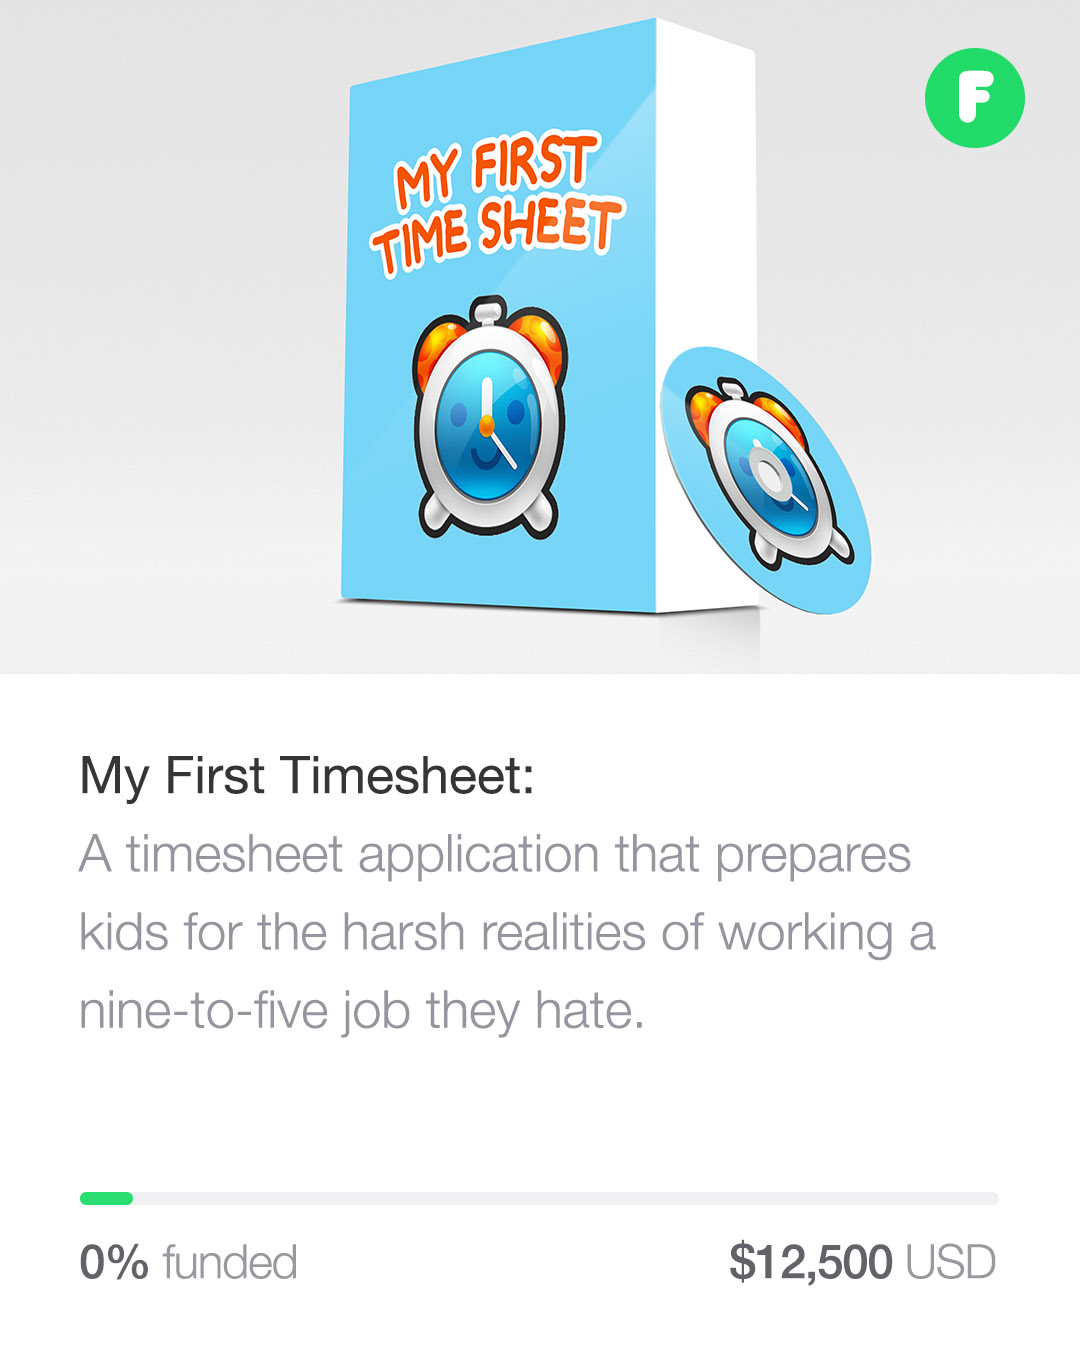 F
MY FIRST
TIME SHEET
My First Timesheet:
A timesheet application that prepares
kids for the harsh realities of working a
nine-to-five job they hate.
0% funded
$12,500 USD